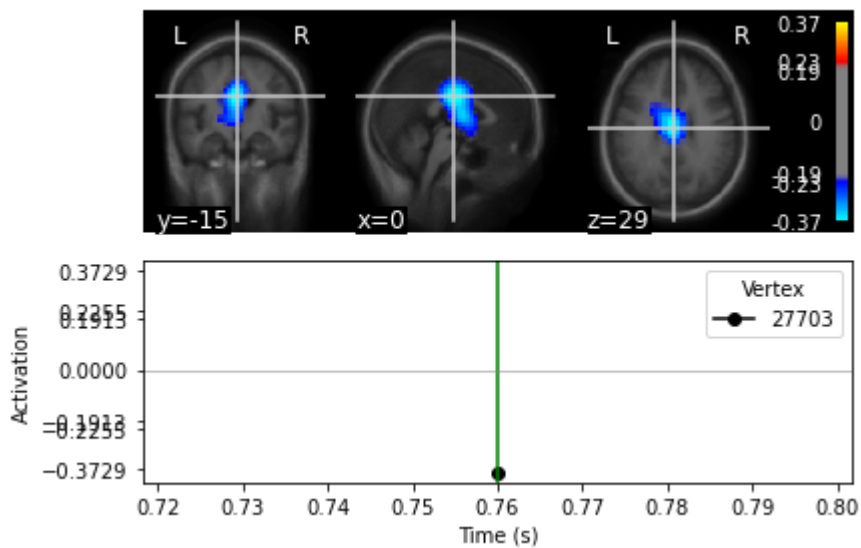 L R
L R
y=-15
x=0
z=29
0.37
0.23
0.19
0
-0.19
-0.23
-0.37
Activation
0.3729
0.2255
0.1913
0.0000
−0.1913
−0.2255
−0.3729
Vertex
27703
0.72 0.73 0.74 0.75 0.76 0.77 0.78 0.79 0.80
Time (s)